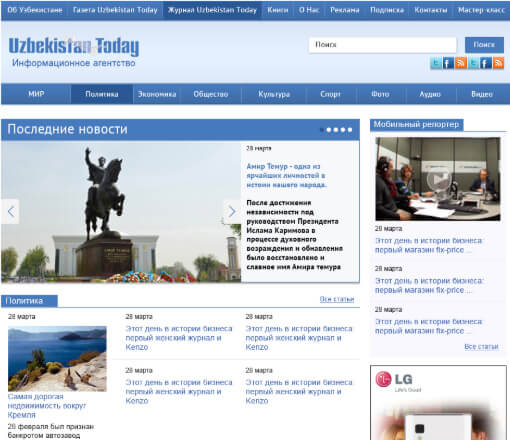 Об Узбекистане Газета Uzbekistan Today Журнал Uzbekistan Today Книги О Нас Реклама Подписка Контакты Мастер-класс
Uzbekistan Today
Информационное агентство
Поиск Поиск
МИР Политика Экономика Общество Культура Спорт Фото Аудио Видео
Последние новости
28 марта
Амир Темур - одна из
ярчайших личностей в
истоии нашего народа.
После достижения
независимости под
руководством Президента
Ислама Каримова в
процессе духовного
возраждения и обновления
было восстановлено и
славное имя Амира темура
Мобильный репортер
28 марта
Этот день в истории бизнеса:
первый магазин fix-price ...
28 марта
Этот день в истории бизнеса:
первый магазин fix-price ...
28 марта
Этот день в истории бизнеса:
первый магазин fix-price ...
Все статьи
Политика Все статьи
28 марта
Самая дорогая
недвижимость вокруг
Кремля
26 февраля был признан
банкротом автозавод
28 марта
Этот день в истории бизнеса:
первый женский журнал и
Kenzo
28 марта
Этот день в истории бизнеса:
первый женский журнал и
Kenzo
28 марта
Этот день в истории бизнеса:
первый женский журнал и
Kenzo
28 марта
Этот день в истории бизнеса:
первый женский журнал и
Kenzo
LG
Life's Good